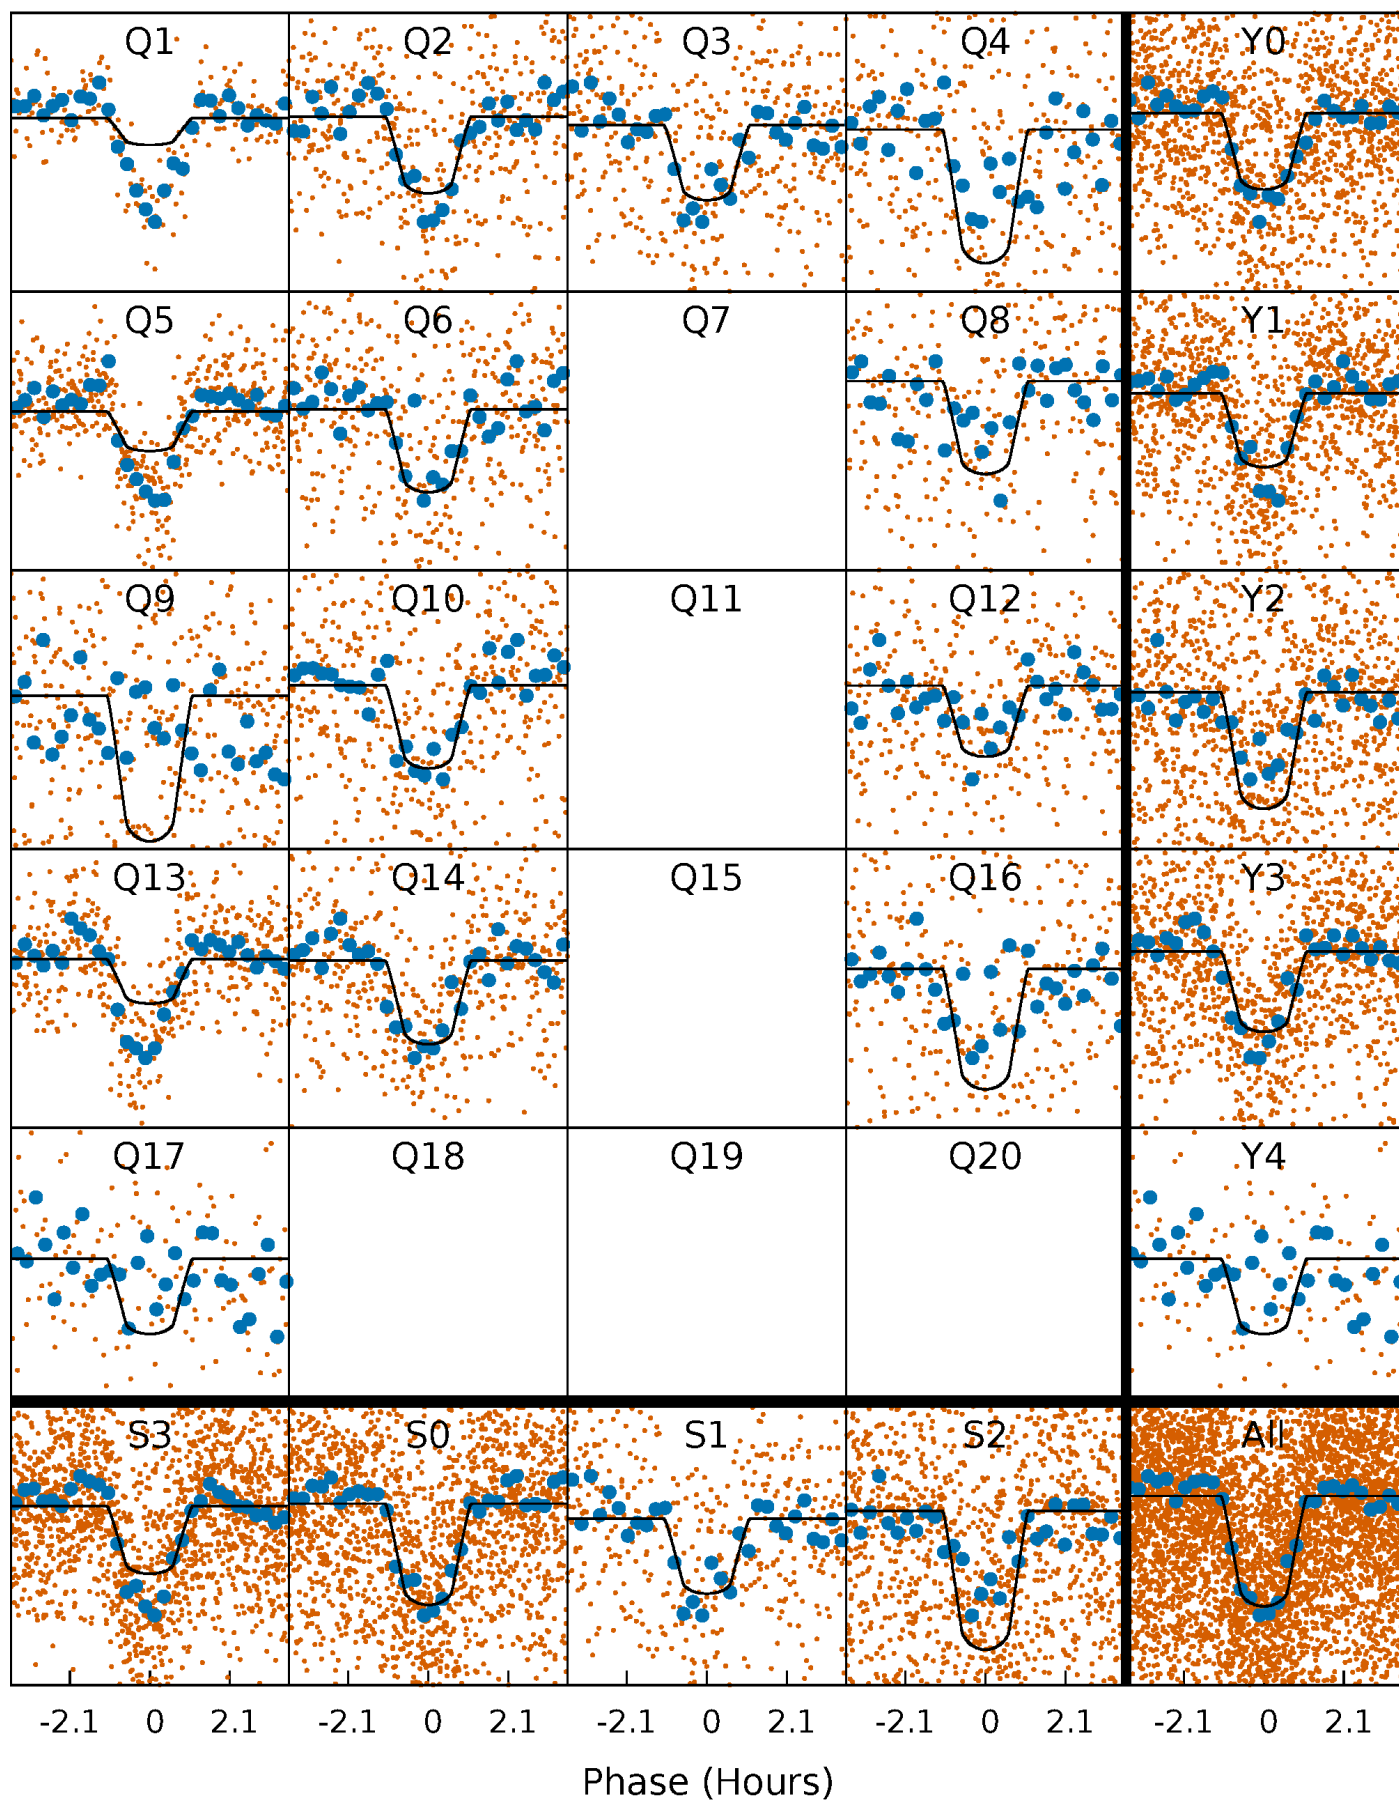 Q1 Q2 Q3 Q4 Y0
Q5 Q6 Q7 Q8 Y1
Q9 Q10 Q11 Q12 Y2
Q13 Q14 Q15 Q16 Y3
Q17 Q18 Q19 Q20 Y4
S3 S0 S1 S2 All
-2.1 0 2.1 -2.1 0 2.1 -2.1 0 2.1 -2.1 0 2.1 -2.1 0 2.1
Phase (Hours)